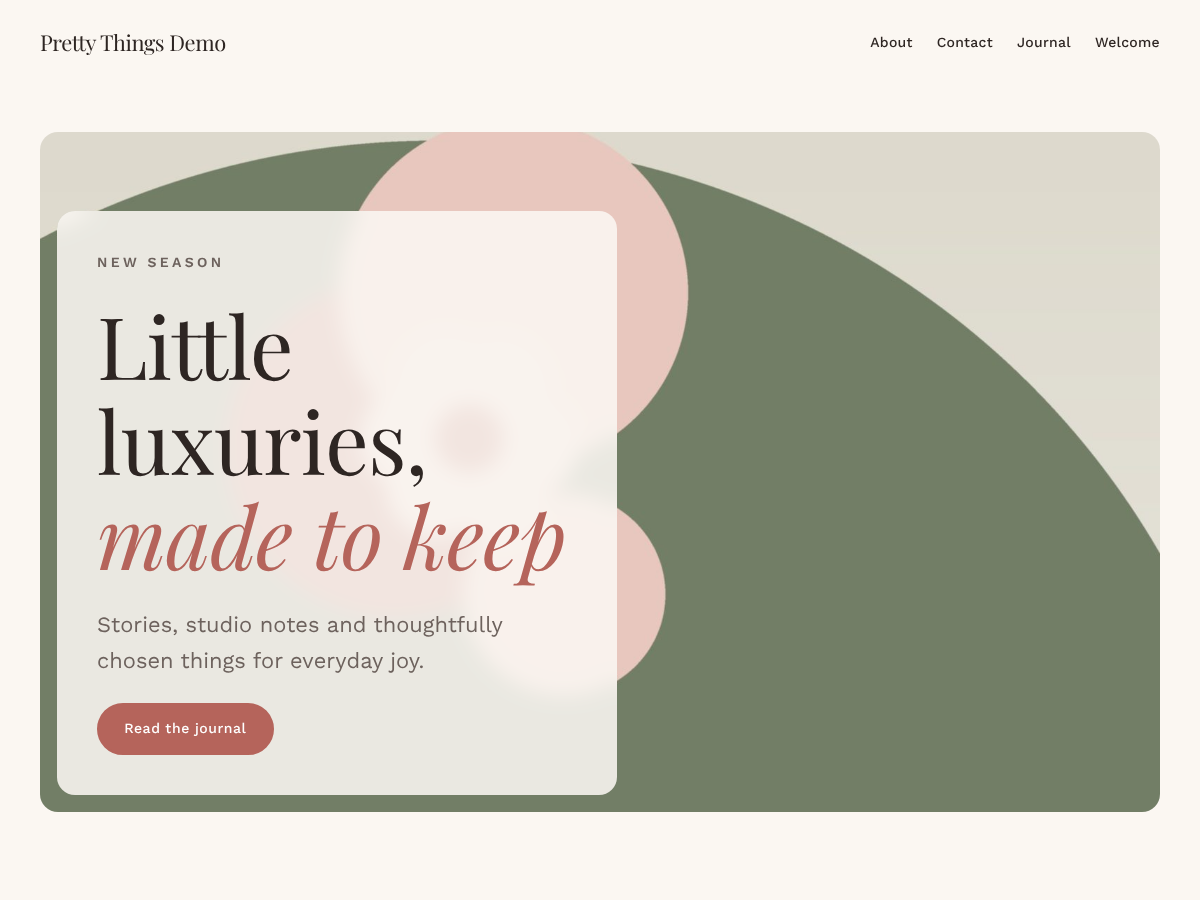 Pretty Things Demo
About
Contact
Journal
Welcome
NEW SEASON
Little
luxuries,
made to keep
Stories, studio notes and thoughtfully
chosen things for everyday joy.
Read the journal